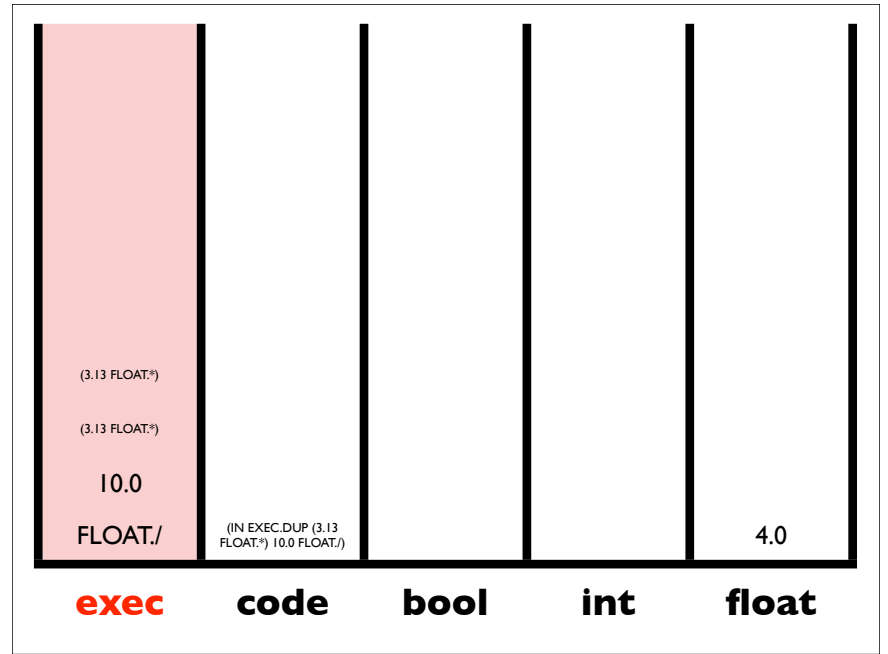 (3.13 FLOAT.*)
(3.13 FLOAT.*)
10.0
FLOAT./
(IN EXEC.DUP (3.13
FLOAT.*) 10.0 FLOAT./)
4.0
exec code bool int float